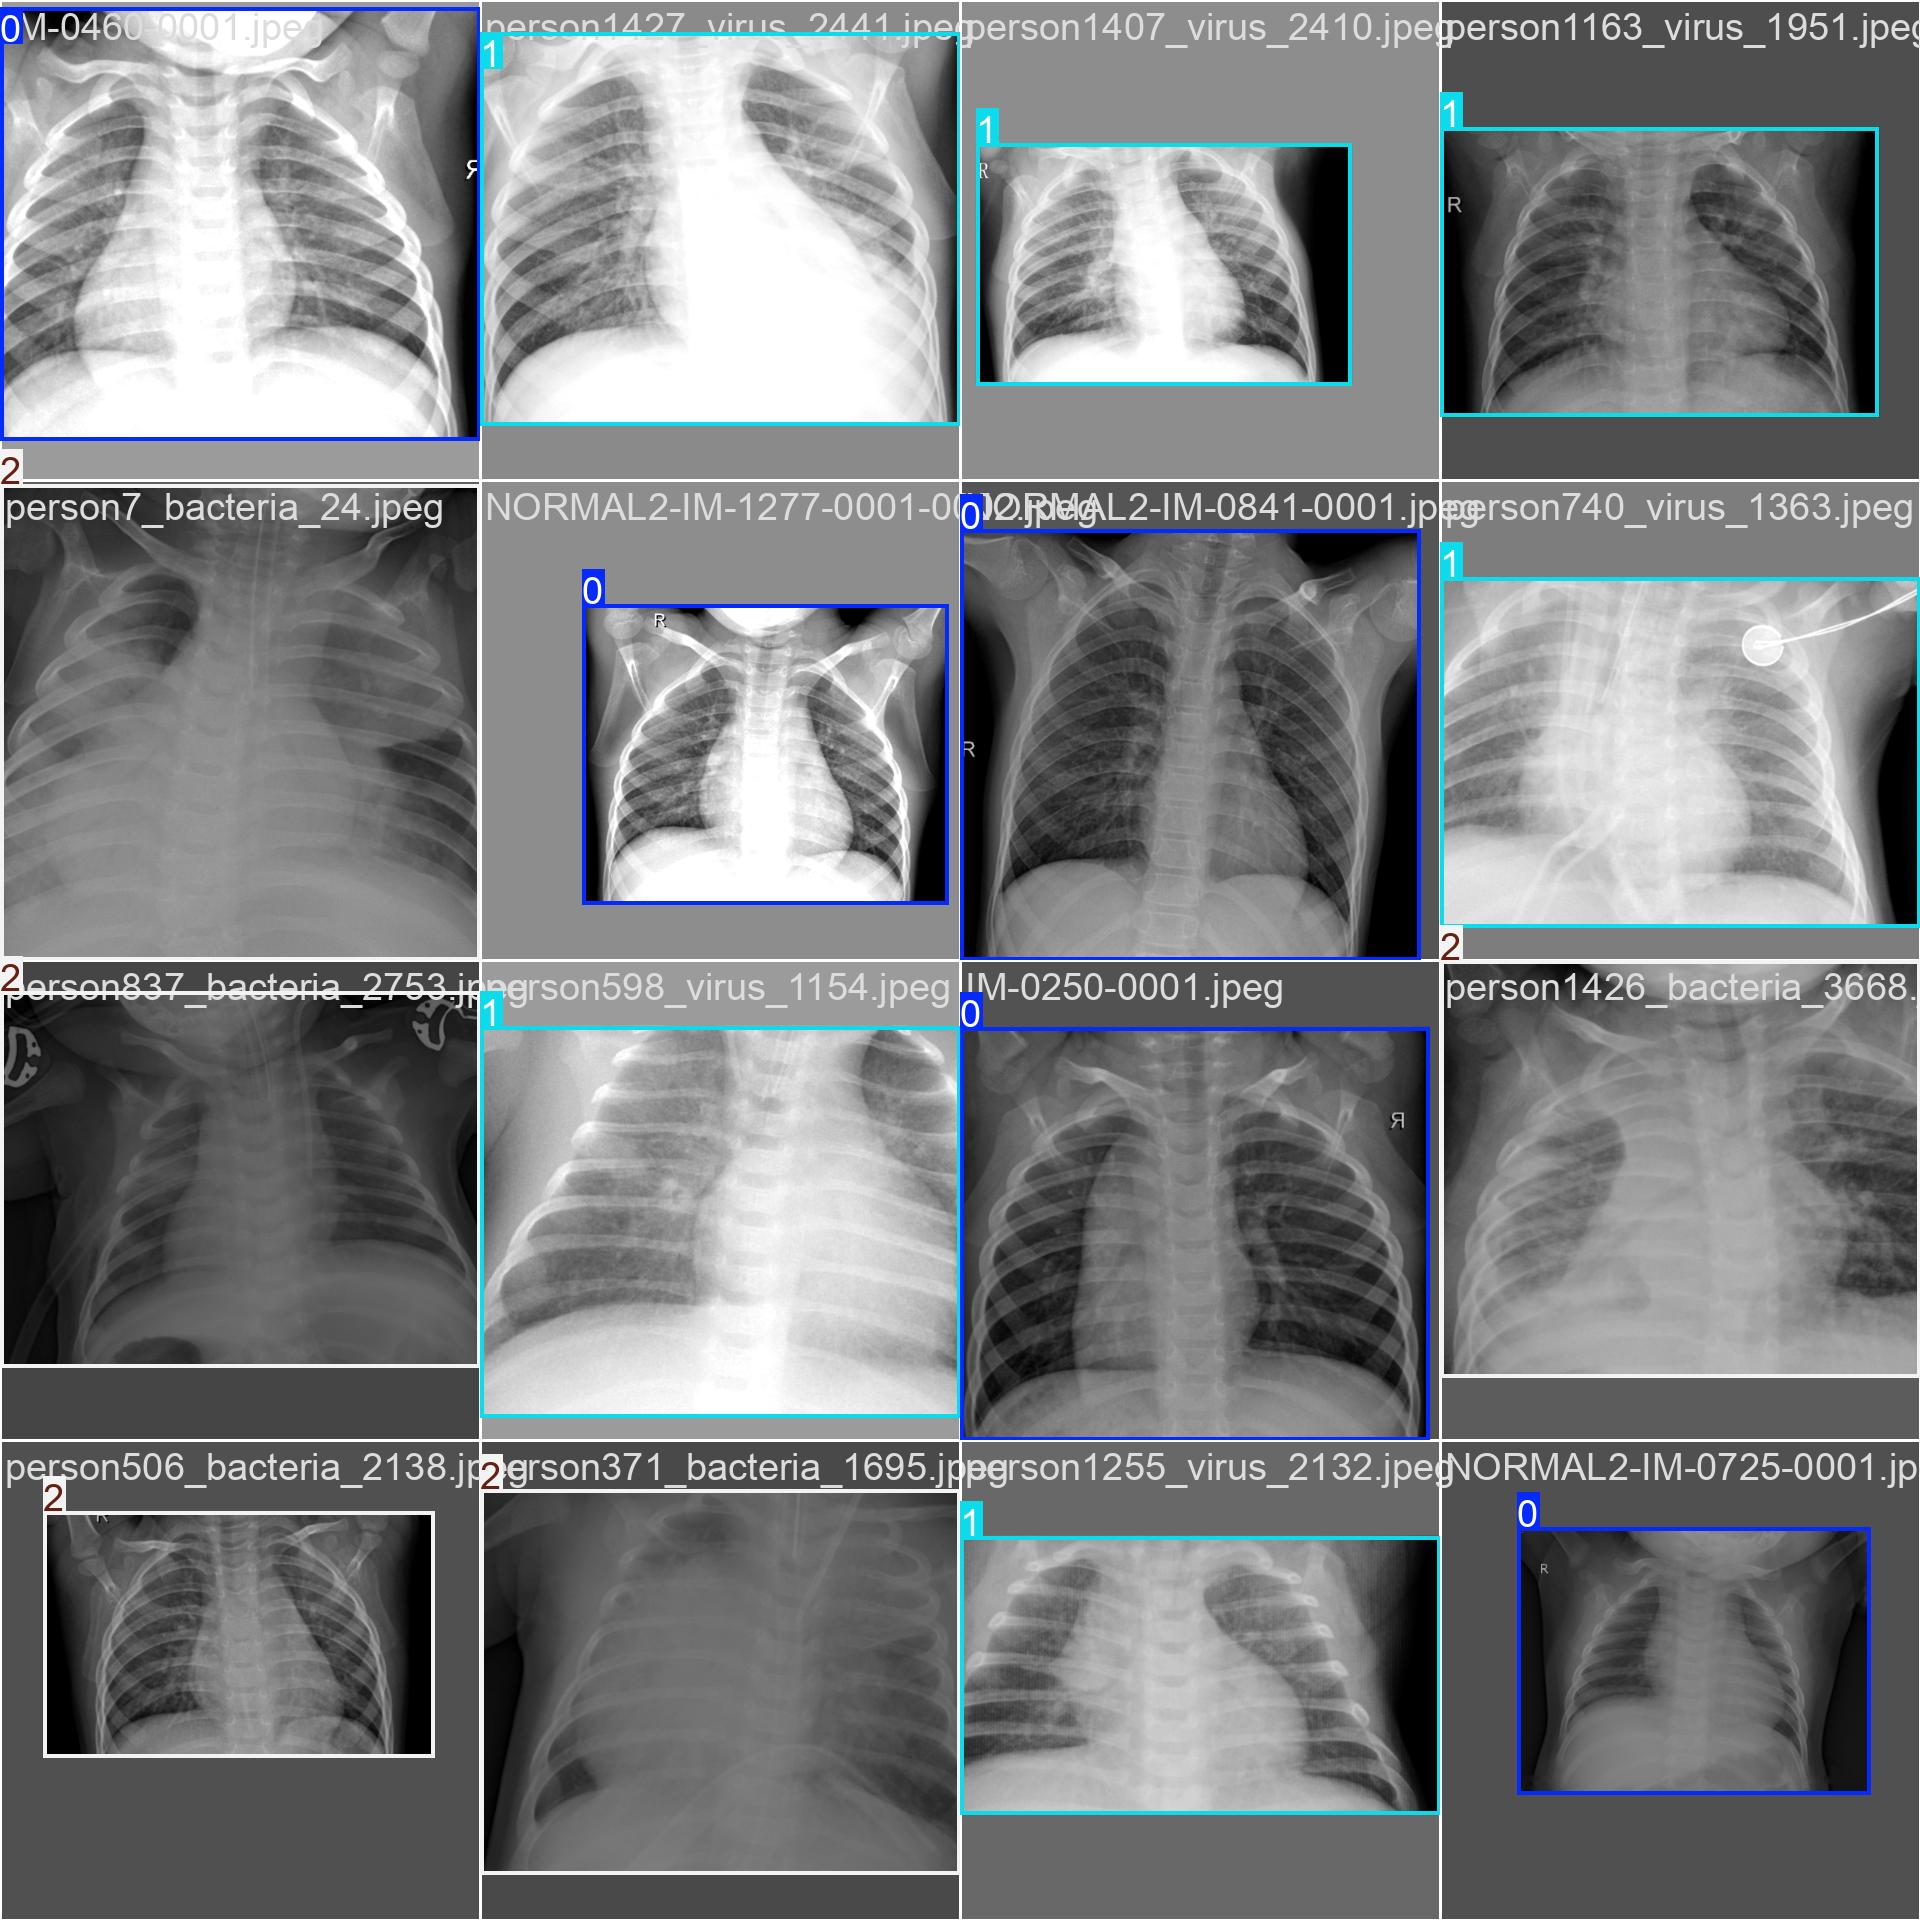 0
M-0460-0001.jpeg
R
1
person1427_virus_2441.jpeg
1
person1407_virus_2410.jpeg
R
1
person1163_virus_1951.jpeg
R
2
person7_bacteria_24.jpeg
0
NORMAL2-IM-1277-0001-0002.jpeg
R
0
NORMAL2-IM-0841-0001.jpeg
R
1
person740_virus_1363.jpeg
2
person837_bacteria_2753.jpeg
1
person598_virus_1154.jpeg
0
IM-0250-0001.jpeg
R
2
person1426_bacteria_3668.
2
person506_bacteria_2138.jpeg
R
2
person371_bacteria_1695.jpeg
1
person1255_virus_2132.jpeg
0
NORMAL2-IM-0725-0001.jp
R